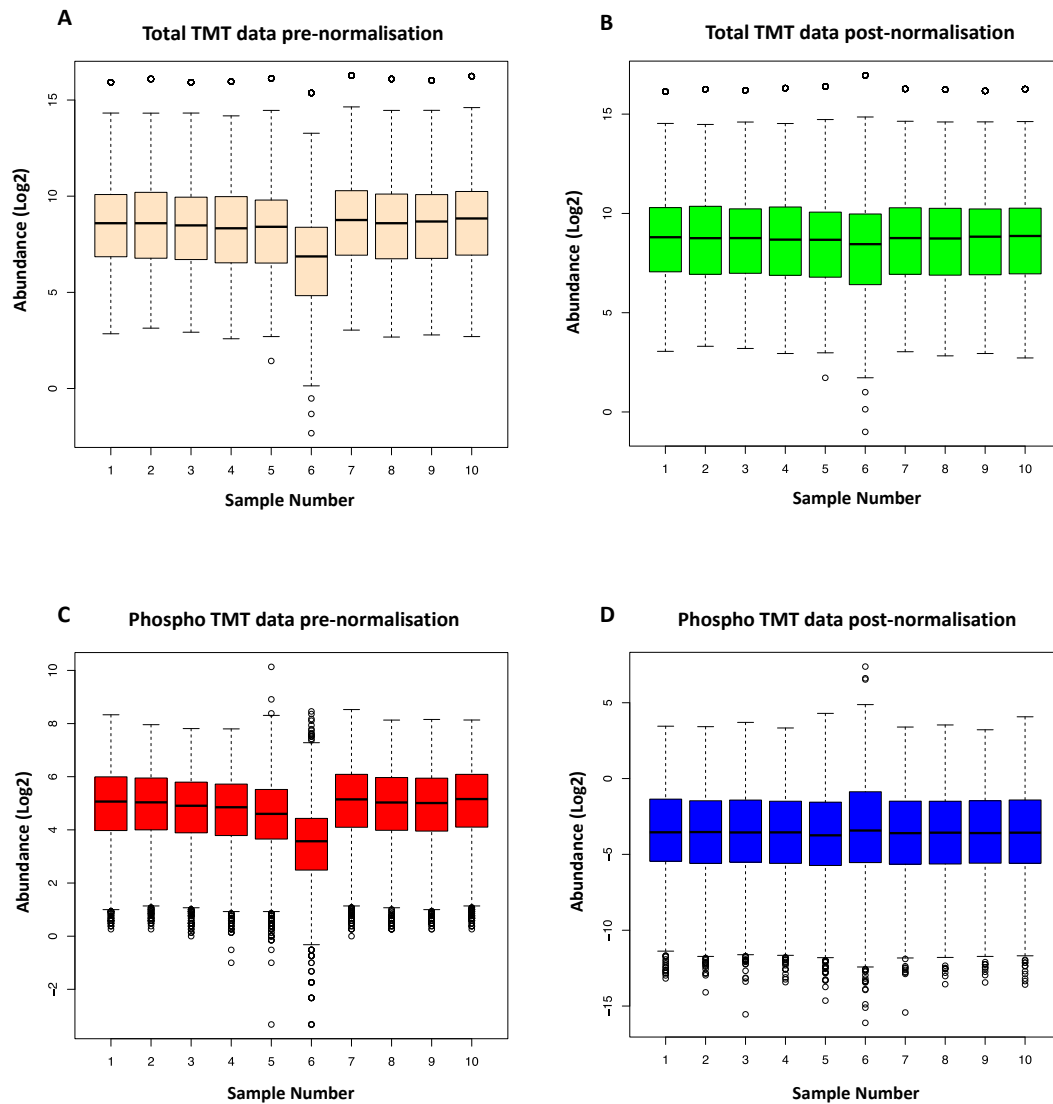 A
Total TMT data pre-normalisation
Abundance (Log2)
15
10
5
0
1 2 3 4 5 6 7 8 9 10
Sample Number
B
Total TMT data post-normalisation
Abundance (Log2)
15
10
5
0
1 2 3 4 5 6 7 8 9 10
Sample Number
C
Phospho TMT data pre-normalisation
Abundance (Log2)
10
8
6
4
2
0
−2
1 2 3 4 5 6 7 8 9 10
Sample Number
D
Phospho TMT data post-normalisation
Abundance (Log2)
5
0
−5
−10
−15
1 2 3 4 5 6 7 8 9 10
Sample Number